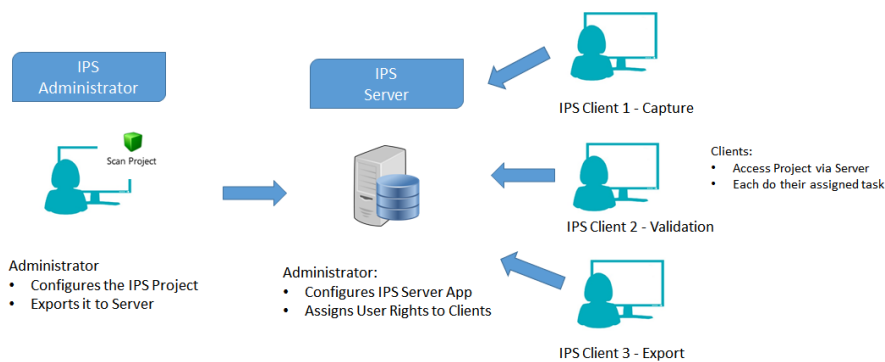 IPS
Administrator
Scan Project
Administrator
• Configures the IPS Project
• Exports it to Server
IPS
Server
Administrator:
• Configures IPS Server App
• Assigns User Rights to Clients
IPS Client 1 - Capture
Clients:
• Access Project via Server
• Each do their assigned task
IPS Client 2 - Validation
IPS Client 3 - Export